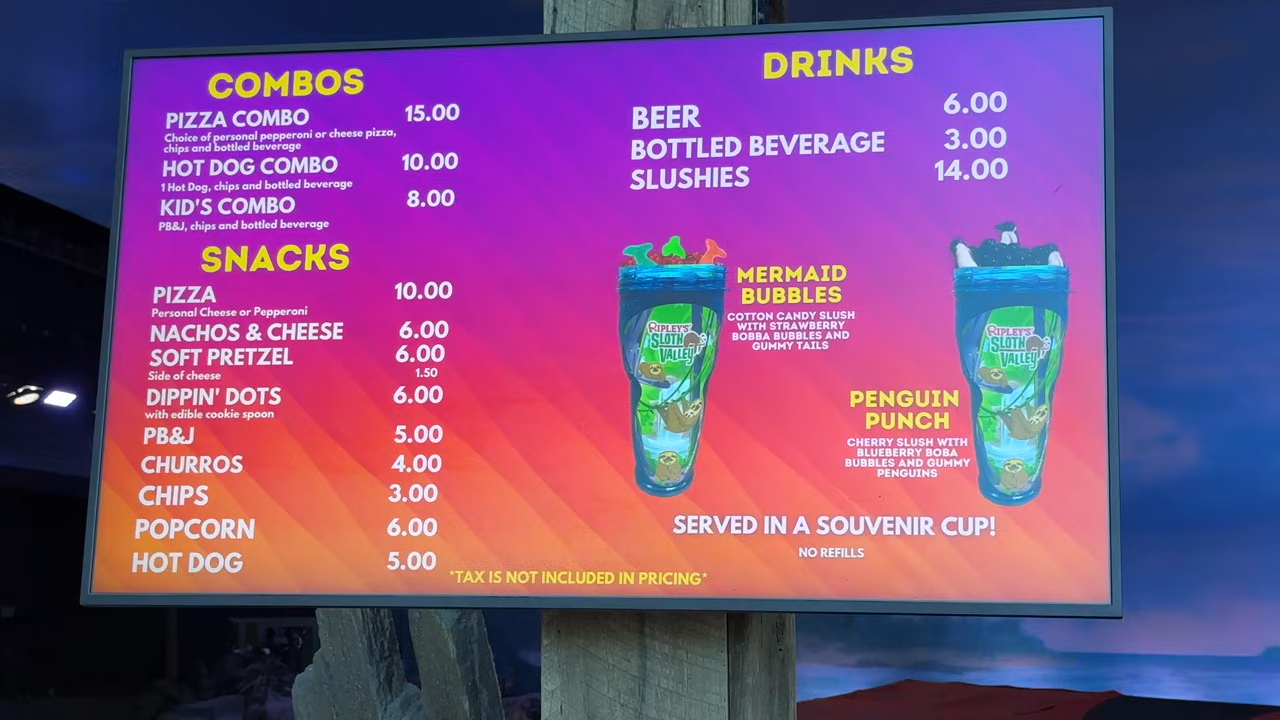 COMBOS
PIZZA COMBO 15.00
Choice of personal pepperoni or cheese pizza,
chips and bottled beverage
HOT DOG COMBO 10.00
1 Hot Dog, chips and bottled beverage
KID'S COMBO 8.00
PB&J, chips and bottled beverage
SNACKS
PIZZA 10.00
Personal Cheese or Pepperoni
NACHOS & CHEESE 6.00
SOFT PRETZEL 6.00
Side of cheese 1.50
DIPPIN' DOTS 6.00
with edible cookie spoon
PB&J 5.00
CHURROS 4.00
CHIPS 3.00
POPCORN 6.00
HOT DOG 5.00
DRINKS
BEER 6.00
BOTTLED BEVERAGE 3.00
SLUSHIES 14.00
RIPLEY'S
SLOTH
VALLEY
MERMAID
BUBBLES
COTTON CANDY SLUSH
WITH STRAWBERRY
BOBBA BUBBLES AND
GUMMY TAILS
RIPLEY'S
SLOTH
VALLEY
PENGUIN
PUNCH
CHERRY SLUSH WITH
BLUEBERRY BOBA
BUBBLES AND GUMMY
PENGUINS
SERVED IN A SOUVENIR CUP!
NO REFILLS
*TAX IS NOT INCLUDED IN PRICING*